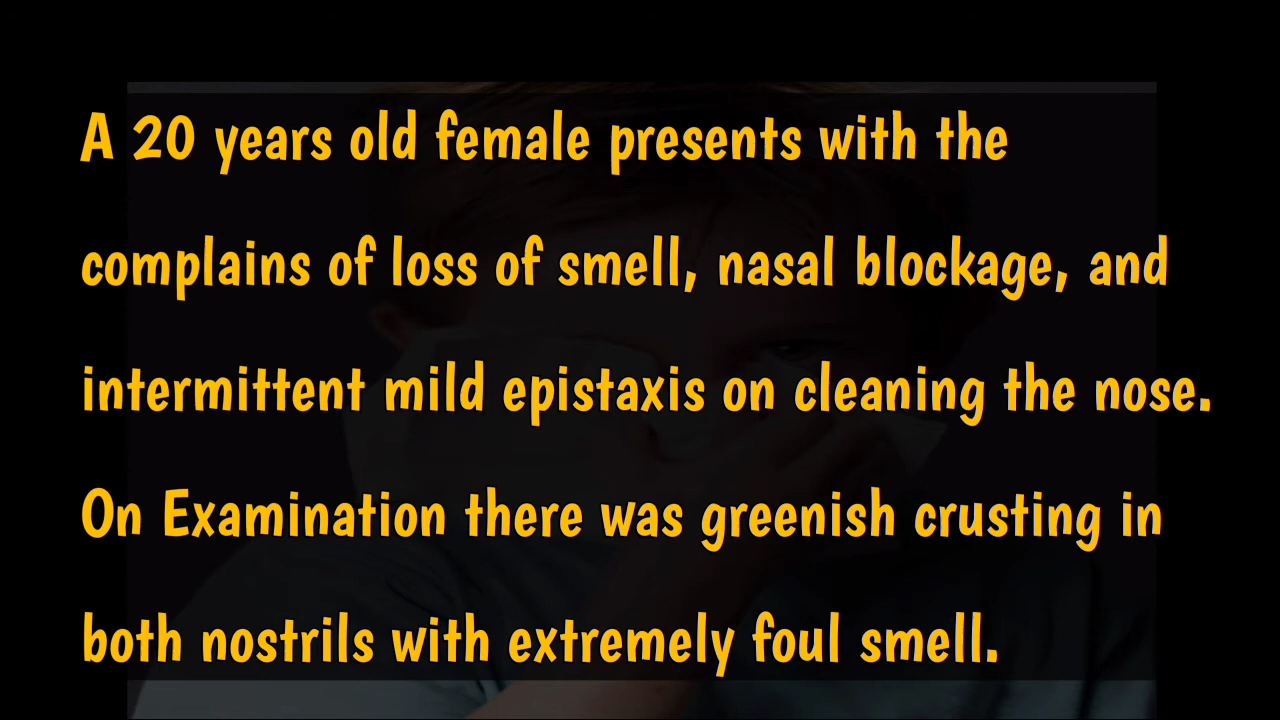 A 20 years old female presents with the
complains of loss of smell, nasal blockage, and
intermittent mild epistaxis on cleaning the nose.
On Examination there was greenish crusting in
both nostrils with extremely foul smell.